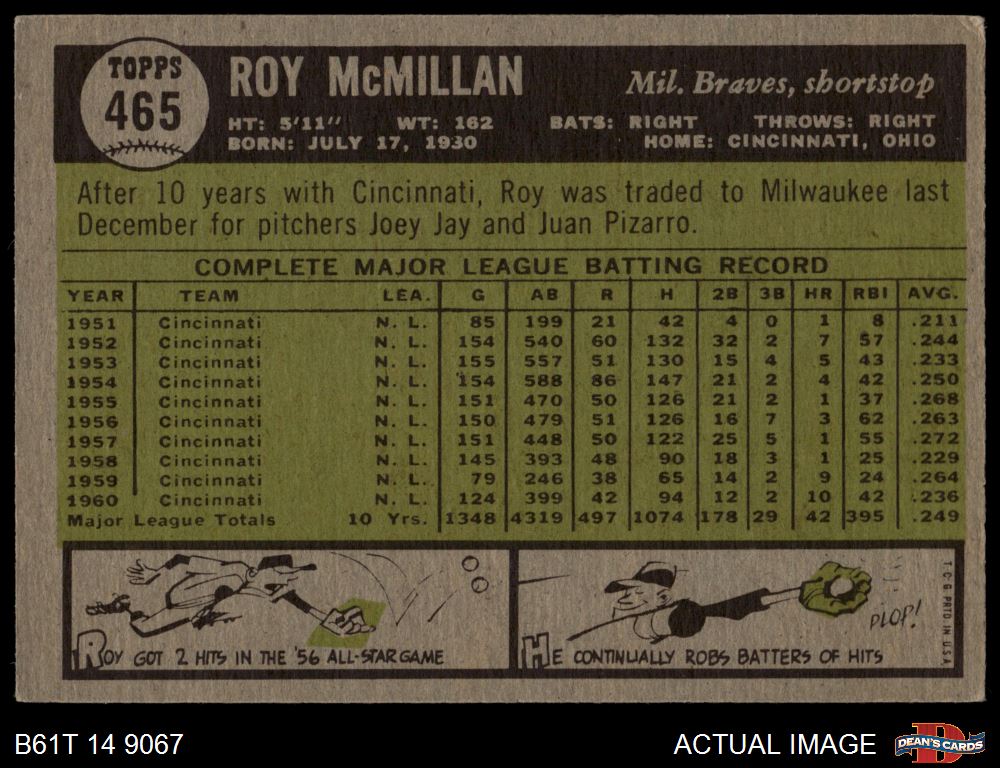 TOPPS
465
ROY McMILLAN
Mil. Braves, shortstop
HT: 5'11" WT: 162 BATS: RIGHT THROWS: RIGHT
BORN: JULY 17, 1930 HOME: CINCINNATI, OHIO
After 10 years with Cincinnati, Roy was traded to Milwaukee last
December for pitchers Joey Jay and Juan Pizarro.
COMPLETE MAJOR LEAGUE BATTING RECORD
YEAR TEAM LEA. G AB R H 2B 3B HR RBI AVG.
1951 Cincinnati N. L. 85 199 21 42 4 0 1 8 .211
1952 Cincinnati N. L. 154 540 60 132 32 2 7 57 .244
1953 Cincinnati N. L. 155 557 51 130 15 4 5 43 .233
1954 Cincinnati N. L. 154 588 86 147 21 2 4 42 .250
1955 Cincinnati N. L. 151 470 50 126 21 2 1 37 .268
1956 Cincinnati N. L. 150 479 51 126 16 7 3 62 .263
1957 Cincinnati N. L. 151 448 50 122 25 5 1 55 .272
1958 Cincinnati N. L. 145 393 48 90 18 3 1 25 .229
1959 Cincinnati N. L. 79 246 38 65 14 2 9 24 .264
1960 Cincinnati N. L. 124 399 42 94 12 2 10 42 .236
Major League Totals 10 Yrs. 1348 4319 497 1074 178 29 42 395 .249
ROY GOT 2 HITS IN THE '56 ALL-STAR GAME
PLOP!
HE CONTINUALLY ROBS BATTERS OF HITS
T.C.G. PRTD. IN U.S.A.
B61T 14 9067
ACTUAL IMAGE
D
DEAN'S CARDS